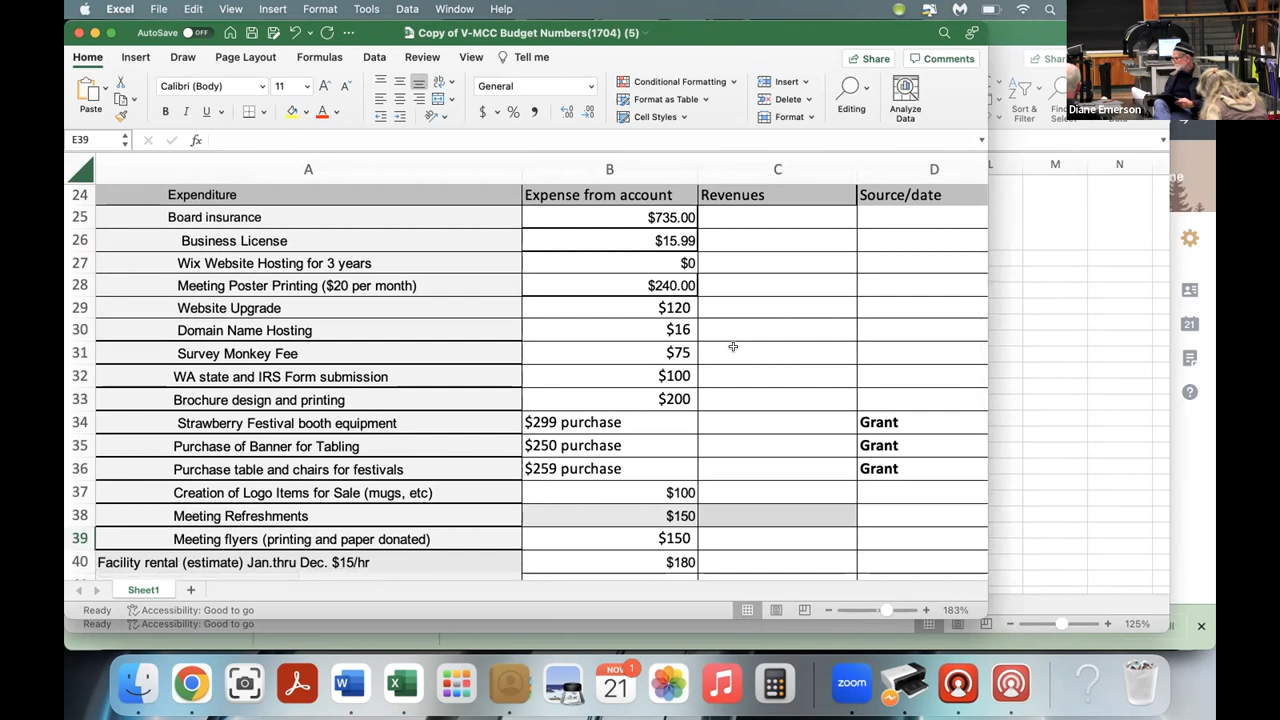 Excel File Edit View Insert Format Tools Data Window Help
AutoSave OFF Copy of V-MCC Budget Numbers(1704) (5)
Home Insert Draw Page Layout Formulas Data Review View Tell me Share Comments Shar
Paste Calibri (Body) 11 General Conditional Formatting Format as Table Cell Styles Insert Delete Format Editing Analyze Data Sort & Filter
Diane Emerson
E39 fx
A B C D L M N
24 Expenditure Expense from account Revenues Source/date
25 Board insurance $735.00
26 Business License $15.99
27 Wix Website Hosting for 3 years $0
28 Meeting Poster Printing ($20 per month) $240.00
29 Website Upgrade $120
30 Domain Name Hosting $16
31 Survey Monkey Fee $75
32 WA state and IRS Form submission $100
33 Brochure design and printing $200
34 Strawberry Festival booth equipment $299 purchase Grant
35 Purchase of Banner for Tabling $250 purchase Grant
36 Purchase table and chairs for festivals $259 purchase Grant
37 Creation of Logo Items for Sale (mugs, etc) $100
38 Meeting Refreshments $150
39 Meeting flyers (printing and paper donated) $150
40 Facility rental (estimate) Jan.thru Dec. $15/hr $180
Sheet1
Ready Accessibility: Good to go 183%
Ready Accessibility: Good to go 125%
NOV 21 1 zoom